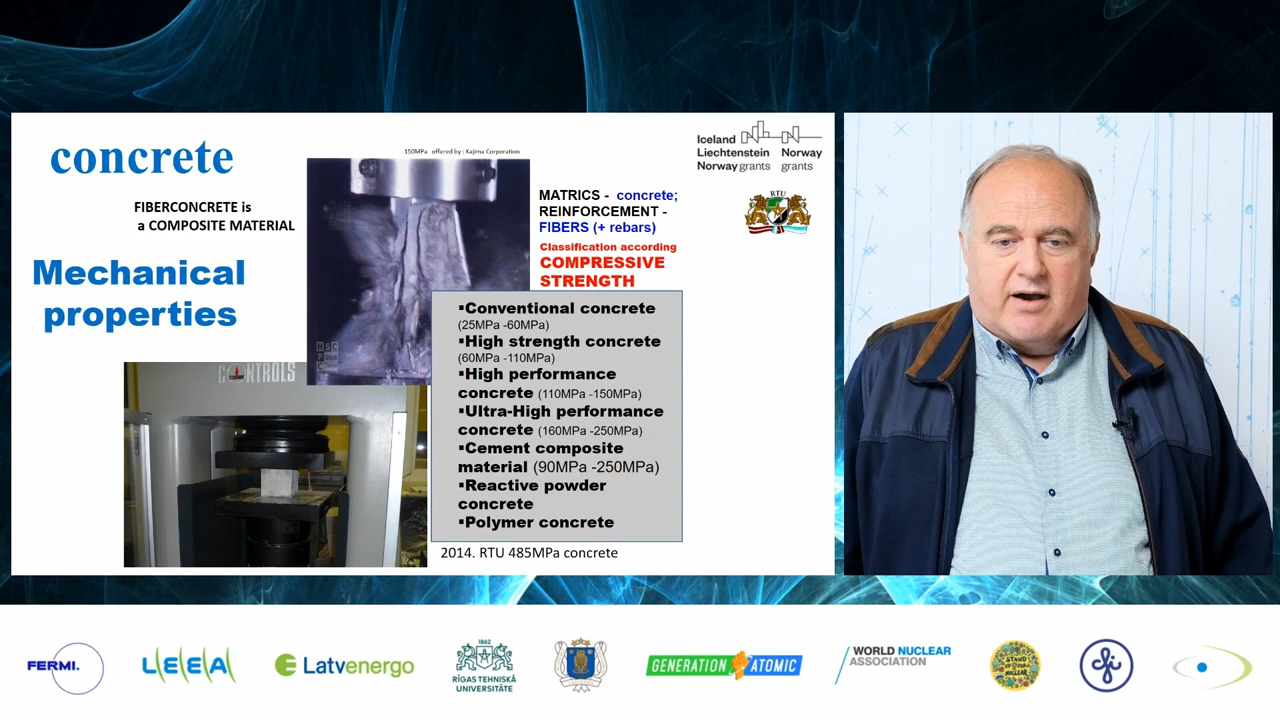 concrete
FIBERCONCRETE is
a COMPOSITE MATERIAL
Mechanical
properties
150MPa offered by : Kajima Corporation
MATRICS - concrete;
REINFORCEMENT -
FIBERS (+ rebars)
Classification according
COMPRESSIVE
STRENGTH
▪Conventional concrete
(25MPa -60MPa)
▪High strength concrete
(60MPa -110MPa)
▪High performance
concrete (110MPa -150MPa)
▪Ultra-High performance
concrete (160MPa -250MPa)
▪Cement composite
material (90MPa -250MPa)
▪Reactive powder
concrete
▪Polymer concrete
2014. RTU 485MPa concrete
CONTROLS
Iceland
Liechtenstein
Norway grants
Norway
grants
RTU
FERMI.
LEEA
Latvenergo
1862
RĪGAS TEHNISKĀ
UNIVERSITĀTE
GENERATION ATOMIC
WORLD NUCLEAR
ASSOCIATION
STAND
UP FOR
NUCLEAR